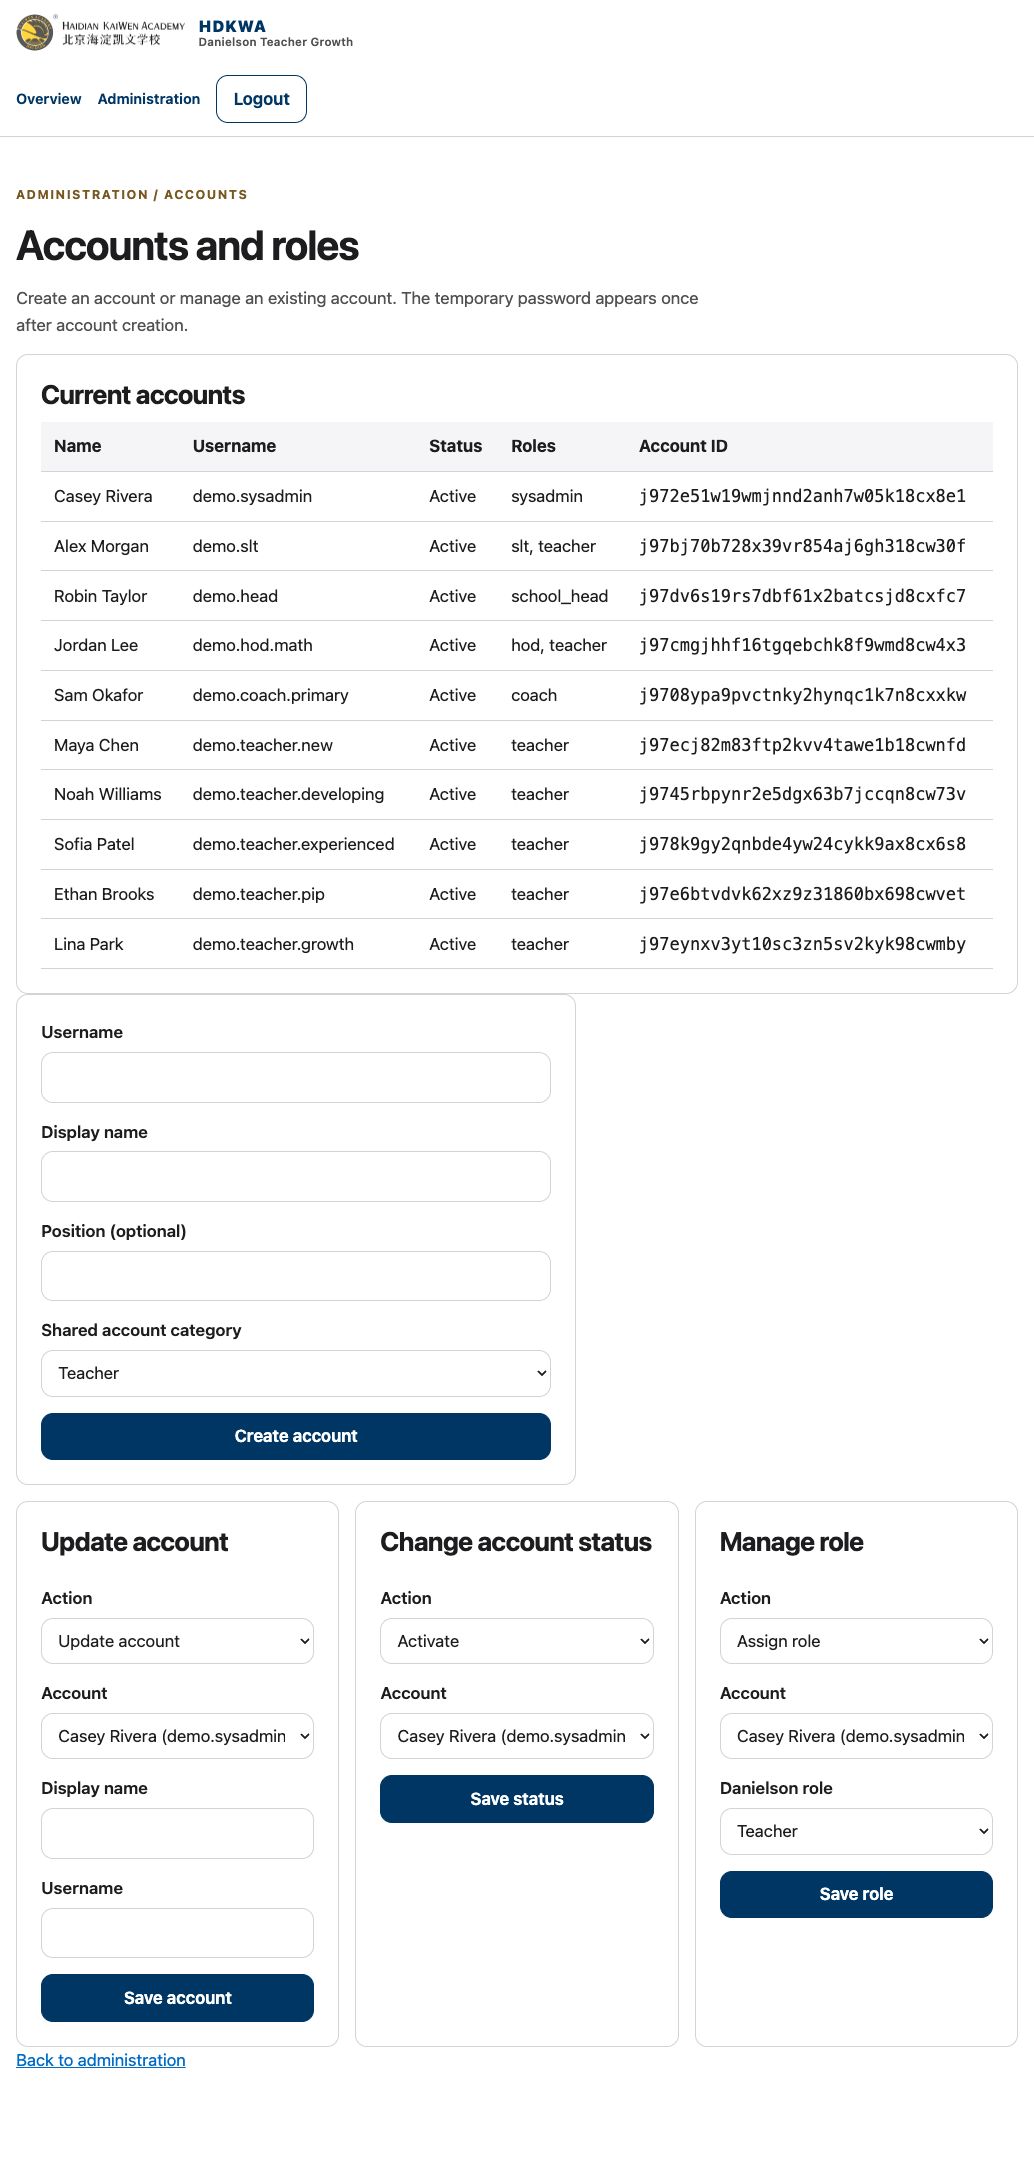 HAIDIAN KAIWEN ACADEMY
北京海淀凯文学校
HDKWA
Danielson Teacher Growth
Overview Administration Logout
ADMINISTRATION / ACCOUNTS
Accounts and roles
Create an account or manage an existing account. The temporary password appears once
after account creation.
Current accounts
Name Username Status Roles Account ID
Casey Rivera demo.sysadmin Active sysadmin j972e51w19wmjnnd2anh7w05k18cx8e1
Alex Morgan demo.slt Active slt, teacher j97bj70b728x39vr854aj6gh318cw30f
Robin Taylor demo.head Active school_head j97dv6s19rs7dbf61x2batcsjd8cxfc7
Jordan Lee demo.hod.math Active hod, teacher j97cmgjhhf16tgqebchk8f9wmd8cw4x3
Sam Okafor demo.coach.primary Active coach j9708ypa9pvctnky2hynqc1k7n8cxxkw
Maya Chen demo.teacher.new Active teacher j97ecj82m83ftp2kvv4tawe1b18cwnfd
Noah Williams demo.teacher.developing Active teacher j9745rbpynr2e5dgx63b7jccqn8cw73v
Sofia Patel demo.teacher.experienced Active teacher j978k9gy2qnbde4yw24cykk9ax8cx6s8
Ethan Brooks demo.teacher.pip Active teacher j97e6btvdvk62xz9z31860bx698cwvet
Lina Park demo.teacher.growth Active teacher j97eynxv3yt10sc3zn5sv2kyk98cwmby
Username
Display name
Position (optional)
Shared account category
Teacher
Create account
Update account
Action
Update account
Account
Casey Rivera (demo.sysadmin
Display name
Username
Save account
Change account status
Action
Activate
Account
Casey Rivera (demo.sysadmin
Save status
Manage role
Action
Assign role
Account
Casey Rivera (demo.sysadmin
Danielson role
Teacher
Save role
Back to administration